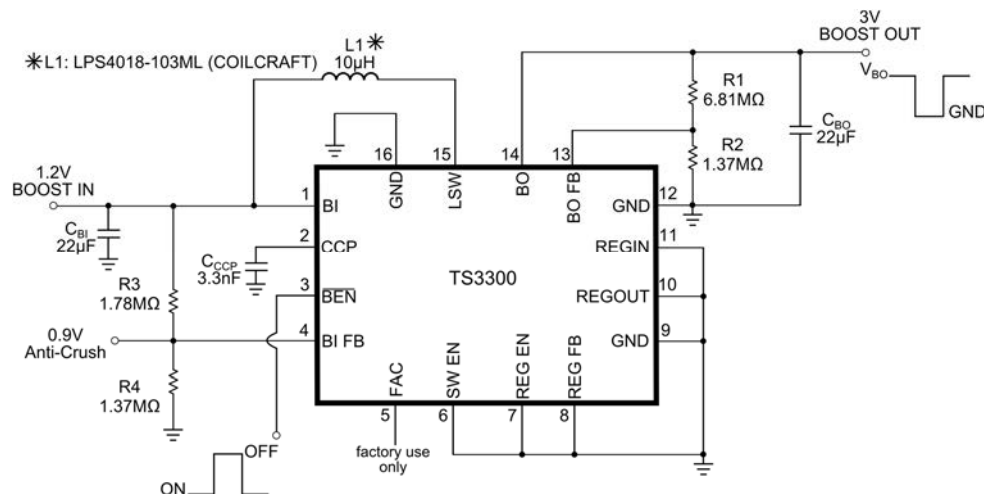 ✳L1: LPS4018-103ML (COILCRAFT)
L1✳
10µH
3V
BOOST OUT
VBO
GND
R1
6.81MΩ
R2
1.37MΩ
CBO
22µF
1.2V
BOOST IN
CBI
22µF
R3
1.78MΩ
0.9V
Anti-Crush
R4
1.37MΩ
CCCP
3.3nF
OFF
ON
16
15
14
13
GND
LSW
BO
BO FB
1
BI
2
CCP
3
BEN
4
BI FB
TS3300
GND
12
REGIN
11
REGOUT
10
GND
9
FAC
SW EN
REG EN
REG FB
5
6
7
8
factory use
only